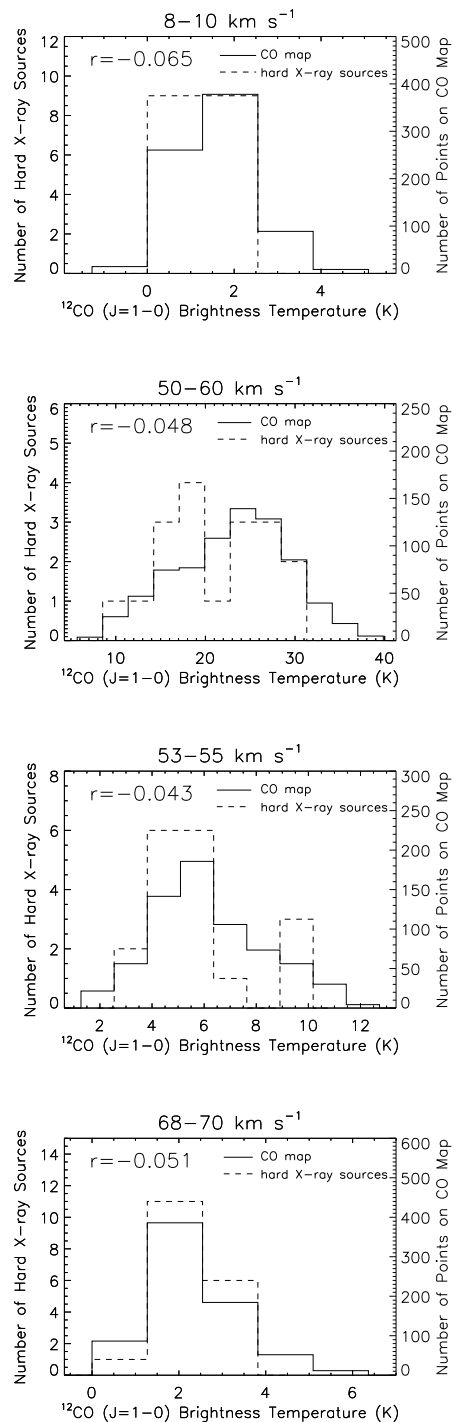 8−10 km s⁻¹
r=−0.065
CO map
hard X−ray sources
Number of Hard X−ray Sources
12
10
8
6
4
2
0
500
400
300
200
100
0
Number of Points on CO Map
0 2 4
¹²CO (J=1−0) Brightness Temperature (K)
50−60 km s⁻¹
r=−0.048
CO map
hard X−ray sources
Number of Hard X−ray Sources
6
5
4
3
2
1
0
250
200
150
100
50
0
Number of Points on CO Map
10 20 30 40
¹²CO (J=1−0) Brightness Temperature (K)
53−55 km s⁻¹
r=−0.043
CO map
hard X−ray sources
Number of Hard X−ray Sources
8
6
4
2
0
300
250
200
150
100
50
0
Number of Points on CO Map
2 4 6 8 10 12
¹²CO (J=1−0) Brightness Temperature (K)
68−70 km s⁻¹
r=−0.051
CO map
hard X−ray sources
Number of Hard X−ray Sources
14
12
10
8
6
4
2
0
600
500
400
300
200
100
0
Number of Points on CO Map
0 2 4 6
¹²CO (J=1−0) Brightness Temperature (K)